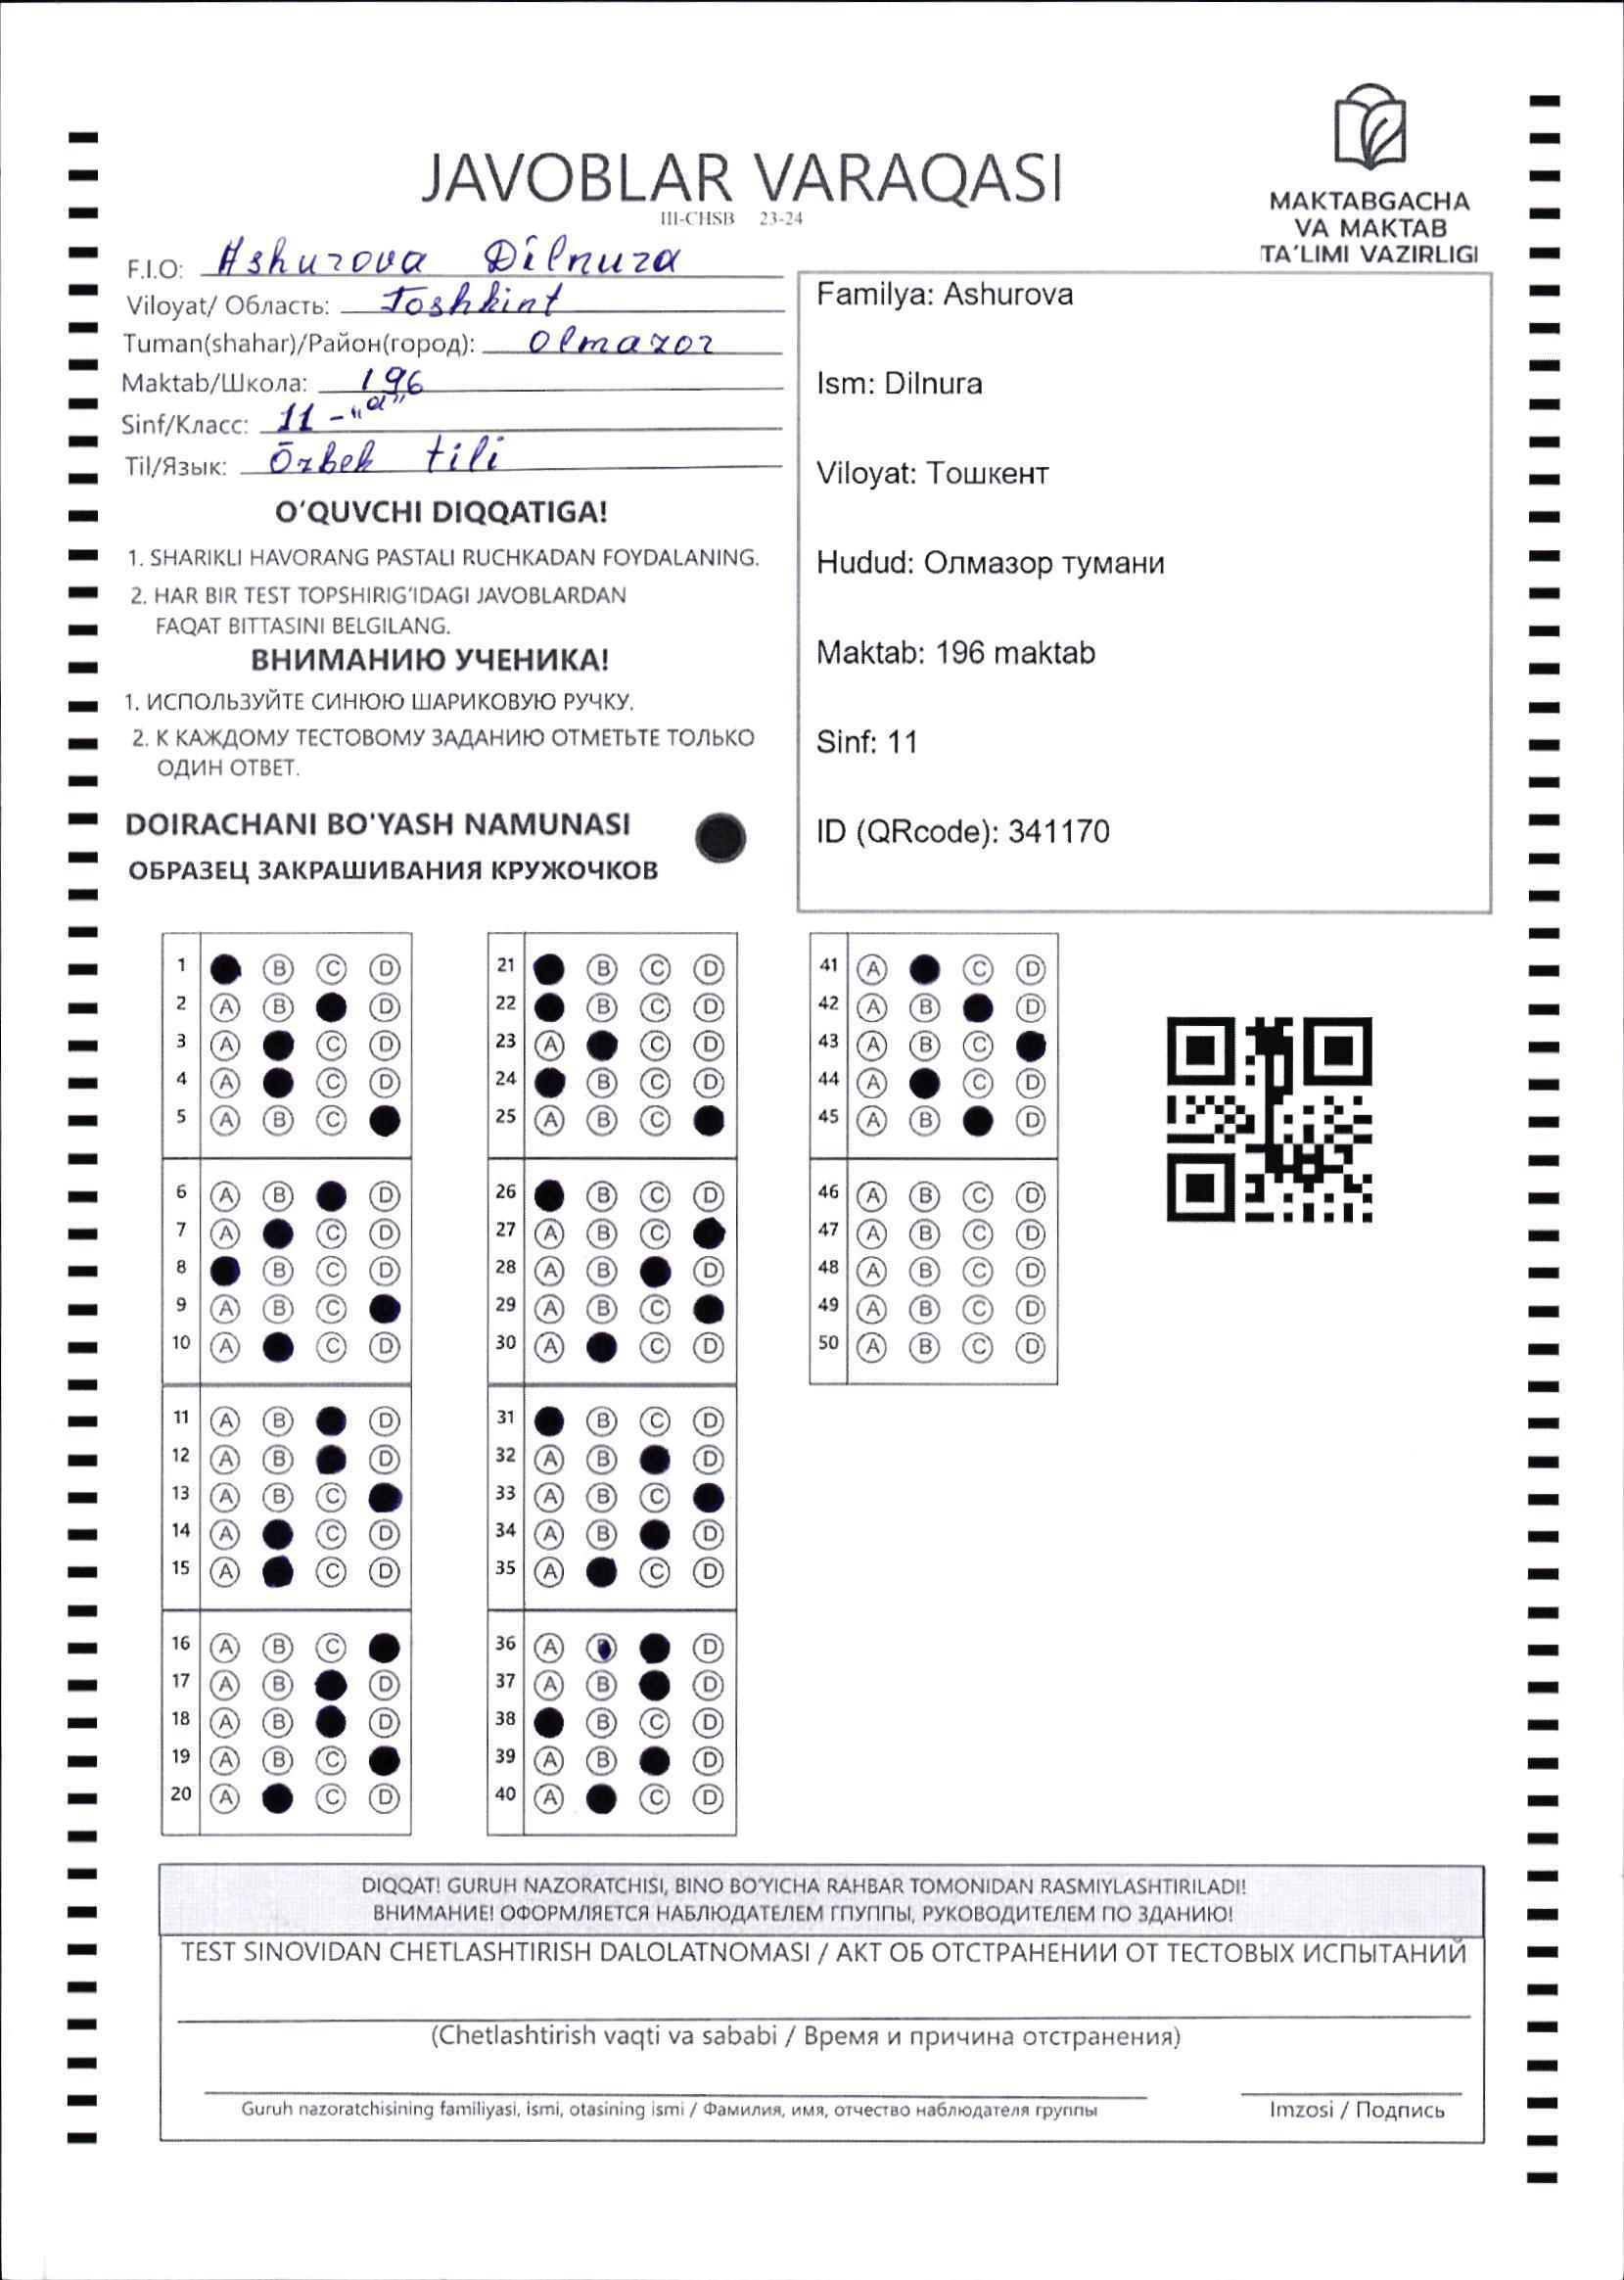 JAVOBLAR VARAQASI
III-CHSB 23-24
MAKTABGACHA
VA MAKTAB
TA'LIMI VAZIRLIGI
F.I.O: Ashurova Dilnura
Viloyat/ Область: Toshkint
Tuman(shahar)/Район(город): Olmazor
Maktab/Школа: 196
Sinf/Класс: 11-"a"
Til/Язык: Ōzbek tili
O'QUVCHI DIQQATIGA!
1. SHARIKLI HAVORANG PASTALI RUCHKADAN FOYDALANING.
2. HAR BIR TEST TOPSHIRIG'IDAGI JAVOBLARDAN
FAQAT BITTASINI BELGILANG.
ВНИМАНИЮ УЧЕНИКА!
1. ИСПОЛЬЗУЙТЕ СИНЮЮ ШАРИКОВУЮ РУЧКУ.
2. К КАЖДОМУ ТЕСТОВОМУ ЗАДАНИЮ ОТМЕТЬТЕ ТОЛЬКО
ОДИН ОТВЕТ.
DOIRACHANI BO'YASH NAMUNASI
ОБРАЗЕЦ ЗАКРАШИВАНИЯ КРУЖОЧКОВ
Familya: Ashurova
Ism: Dilnura
Viloyat: Тошкент
Hudud: Олмазор тумани
Maktab: 196 maktab
Sinf: 11
ID (QRcode): 341170
1 B C D
2 A B D
3 A C D
4 A C D
5 A B C
6 A B D
7 A C D
8 B C D
9 A B C
10 A C D
11 A B D
12 A B D
13 A B C
14 A C D
15 A C D
16 A B C
17 A B D
18 A B D
19 A B C
20 A C D
21 B C D
22 B C D
23 A C D
24 B C D
25 A B C
26 B C D
27 A B C
28 A B D
29 A B C
30 A C D
31 B C D
32 A B D
33 A B C
34 A B D
35 A C D
36 A B D
37 A B D
38 B C D
39 A B D
40 A C D
41 A C D
42 A B D
43 A B C
44 A C D
45 A B D
46 A B C D
47 A B C D
48 A B C D
49 A B C D
50 A B C D
DIQQAT! GURUH NAZORATCHISI, BINO BO'YICHA RAHBAR TOMONIDAN RASMIYLASHTIRILADI!
ВНИМАНИЕ! ОФОРМЛЯЕТСЯ НАБЛЮДАТЕЛЕМ ГПУППЫ, РУКОВОДИТЕЛЕМ ПО ЗДАНИЮ!
TEST SINOVIDAN CHETLASHTIRISH DALOLATNOMASI / АКТ ОБ ОТСТРАНЕНИИ ОТ ТЕСТОВЫХ ИСПЫТАНИЙ
(Chetlashtirish vaqti va sababi / Время и причина отстранения)
Guruh nazoratchisining familiyasi, ismi, otasining ismi / Фамилия, имя, отчество наблюдателя группы
Imzosi / Подпись